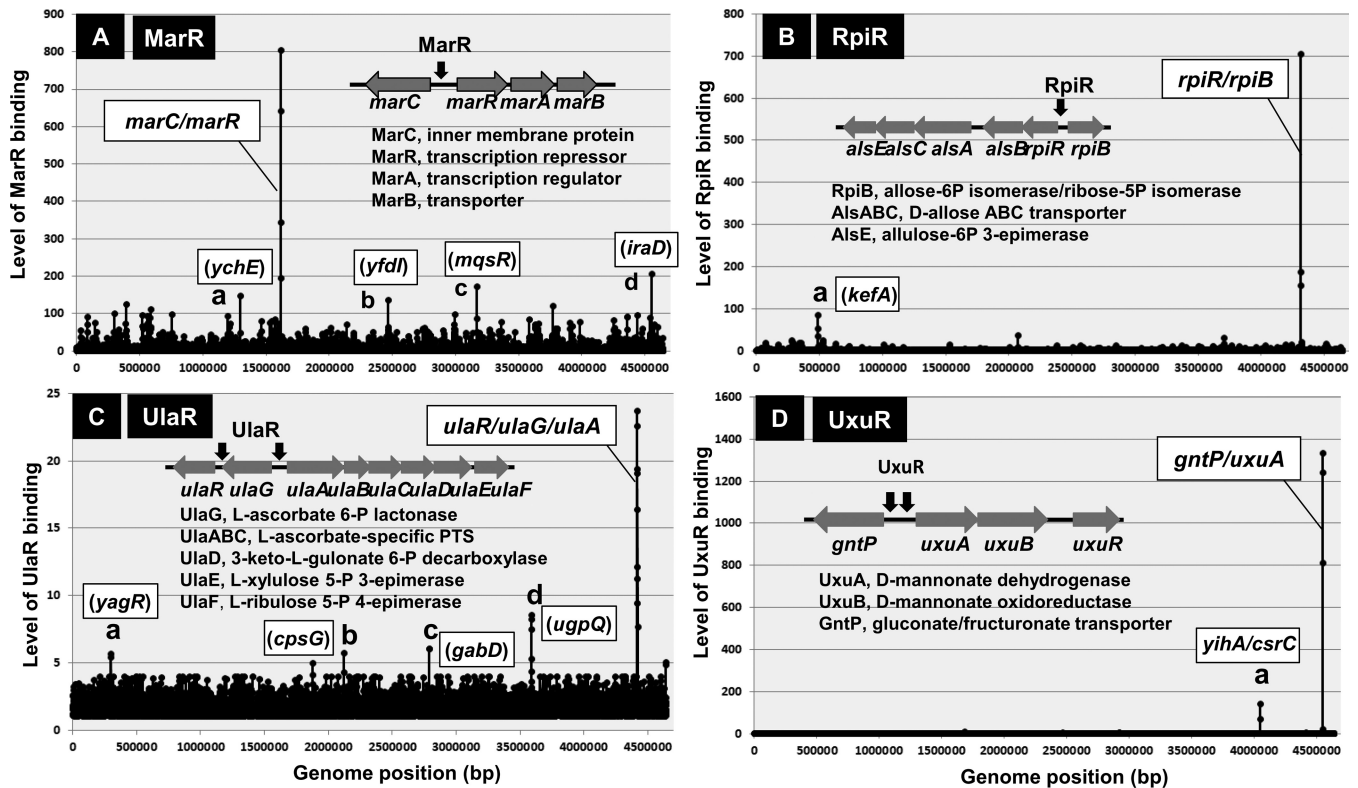 A MarR
900
800
700
600
500
400
300
200
100
0
Level of MarR binding
MarR
marC marR marA marB
marC/marR
MarC, inner membrane protein
MarR, transcription repressor
MarA, transcription regulator
MarB, transporter
(ychE)
a
(yfdI)
b
(mqsR)
c
(iraD)
d
0 500000 1000000 1500000 2000000 2500000 3000000 3500000 4000000 4500000
B RpiR
800
700
600
500
400
300
200
100
0
Level of RpiR binding
rpiR/rpiB
RpiR
alsE alsC alsA alsB rpiR rpiB
RpiB, allose-6P isomerase/ribose-5P isomerase
AlsABC, D-allose ABC transporter
AlsE, allulose-6P 3-epimerase
a (kefA)
0 500000 1000000 1500000 2000000 2500000 3000000 3500000 4000000 4500000
C UlaR
25
20
15
10
5
0
Level of UlaR binding
UlaR
ulaR/ulaG/ulaA
ulaR ulaG ulaA ulaB ulaC ulaD ulaE ulaF
UlaG, L-ascorbate 6-P lactonase
UlaABC, L-ascorbate-specific PTS
UlaD, 3-keto-L-gulonate 6-P decarboxylase
UlaE, L-xylulose 5-P 3-epimerase
UlaF, L-ribulose 5-P 4-epimerase
(yagR)
a
(cpsG) b
c (gabD)
d
(ugpQ)
0 500000 1000000 1500000 2000000 2500000 3000000 3500000 4000000 4500000
Genome position (bp)
D UxuR
1600
1400
1200
1000
800
600
400
200
0
Level of UxuR binding
gntP/uxuA
UxuR
gntP uxuA uxuB uxuR
UxuA, D-mannonate dehydrogenase
UxuB, D-mannonate oxidoreductase
GntP, gluconate/fructuronate transporter
yihA/csrC
a
0 500000 1000000 1500000 2000000 2500000 3000000 3500000 4000000 4500000
Genome position (bp)